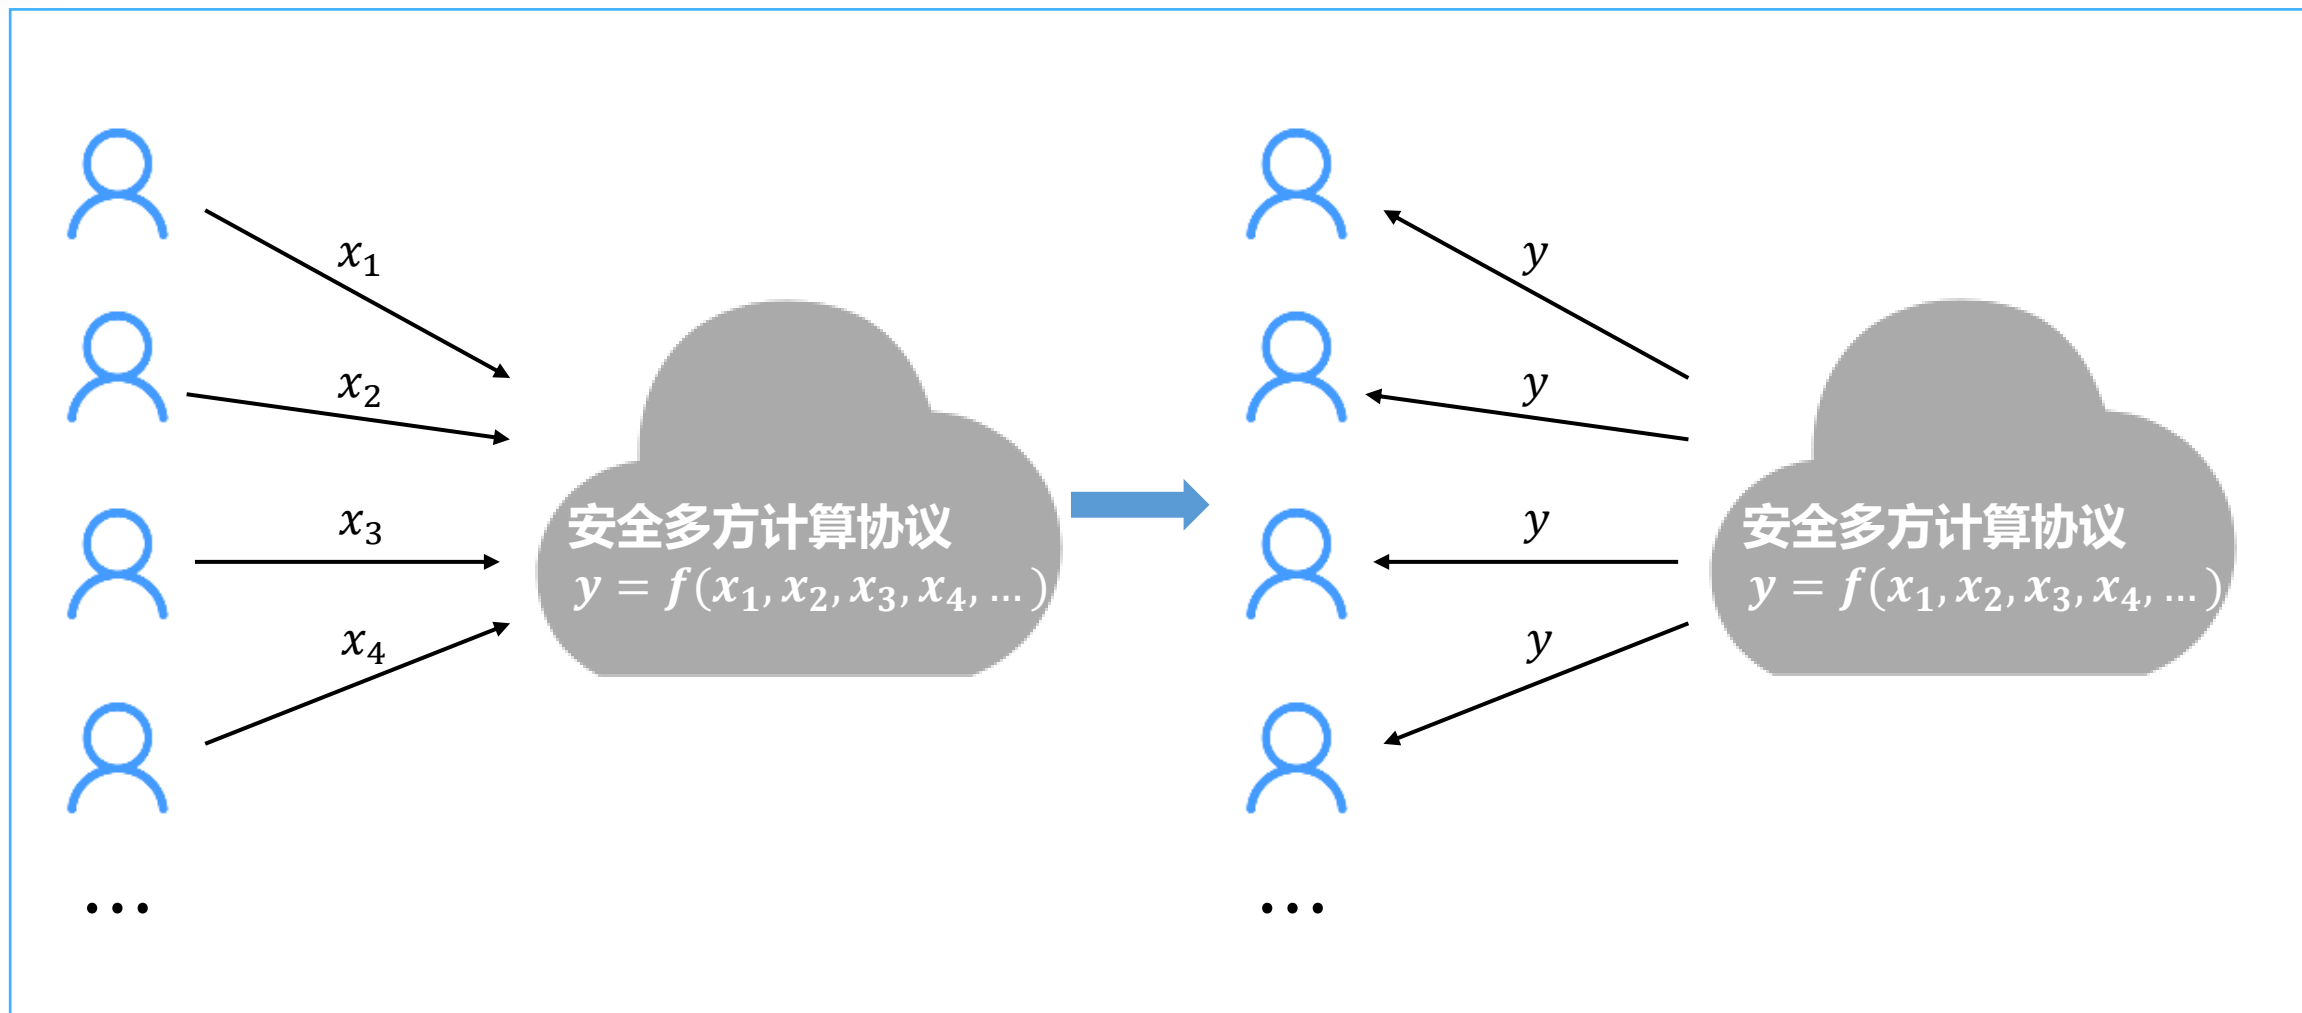 x₁
x₂
x₃
x₄
...
安全多方计算协议
y = f(x₁, x₂, x₃, x₄, ...)
y
y
y
y
...
安全多方计算协议
y = f(x₁, x₂, x₃, x₄, ...)